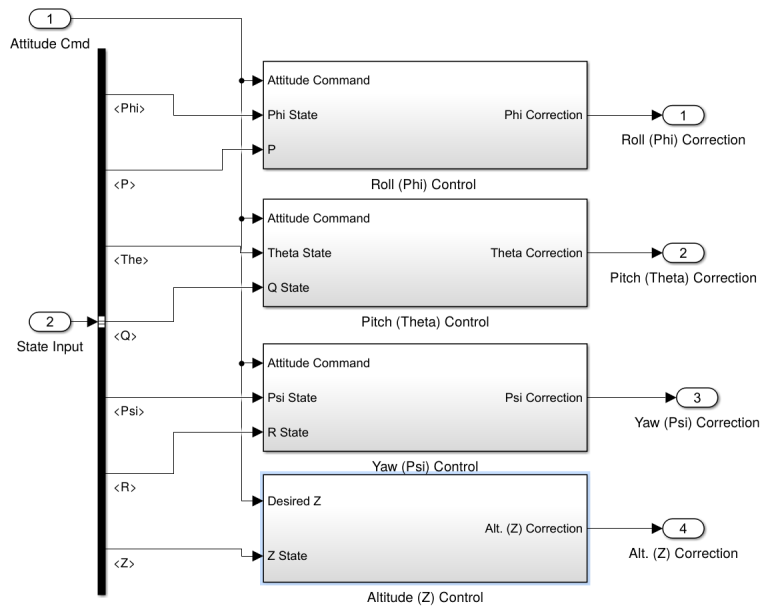 1
Attitude Cmd
<Phi>
<P>
<The>
<Q>
2
State Input
<Psi>
<R>
<Z>
Attitude Command
Phi State
P
Phi Correction
Roll (Phi) Control
1
Roll (Phi) Correction
Attitude Command
Theta State
Q State
Theta Correction
Pitch (Theta) Control
2
Pitch (Theta) Correction
Attitude Command
Psi State
R State
Psi Correction
Yaw (Psi) Control
3
Yaw (Psi) Correction
Desired Z
Z State
Alt. (Z) Correction
Altitude (Z) Control
4
Alt. (Z) Correction